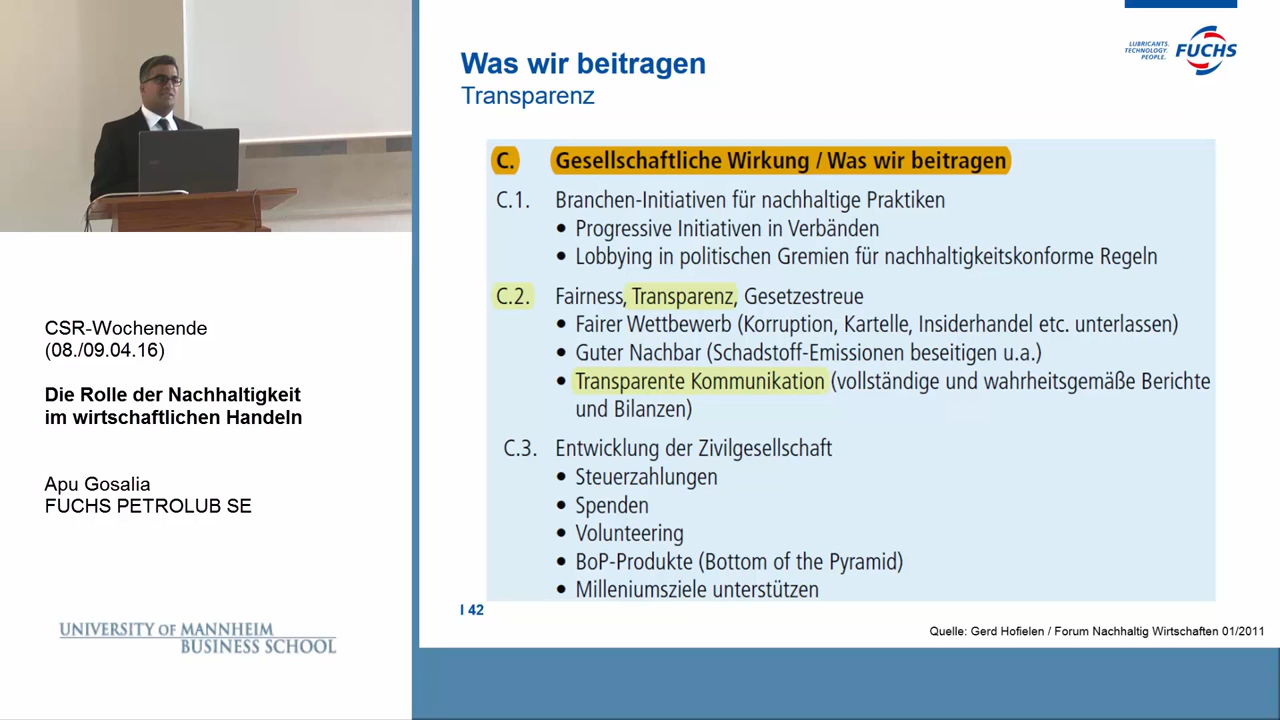 CSR-Wochenende
(08./09.04.16)
Die Rolle der Nachhaltigkeit
im wirtschaftlichen Handeln
Apu Gosalia
FUCHS PETROLUB SE
UNIVERSITY OF MANNHEIM
BUSINESS SCHOOL
Was wir beitragen
Transparenz
LUBRICANTS.
TECHNOLOGY.
PEOPLE.
FUCHS
C. Gesellschaftliche Wirkung / Was wir beitragen
C.1. Branchen-Initiativen für nachhaltige Praktiken
• Progressive Initiativen in Verbänden
• Lobbying in politischen Gremien für nachhaltigkeitskonforme Regeln
C.2. Fairness, Transparenz, Gesetzestreue
• Fairer Wettbewerb (Korruption, Kartelle, Insiderhandel etc. unterlassen)
• Guter Nachbar (Schadstoff-Emissionen beseitigen u.a.)
• Transparente Kommunikation (vollständige und wahrheitsgemäße Berichte
und Bilanzen)
C.3. Entwicklung der Zivilgesellschaft
• Steuerzahlungen
• Spenden
• Volunteering
• BoP-Produkte (Bottom of the Pyramid)
• Milleniumsziele unterstützen
I 42
Quelle: Gerd Hofielen / Forum Nachhaltig Wirtschaften 01/2011